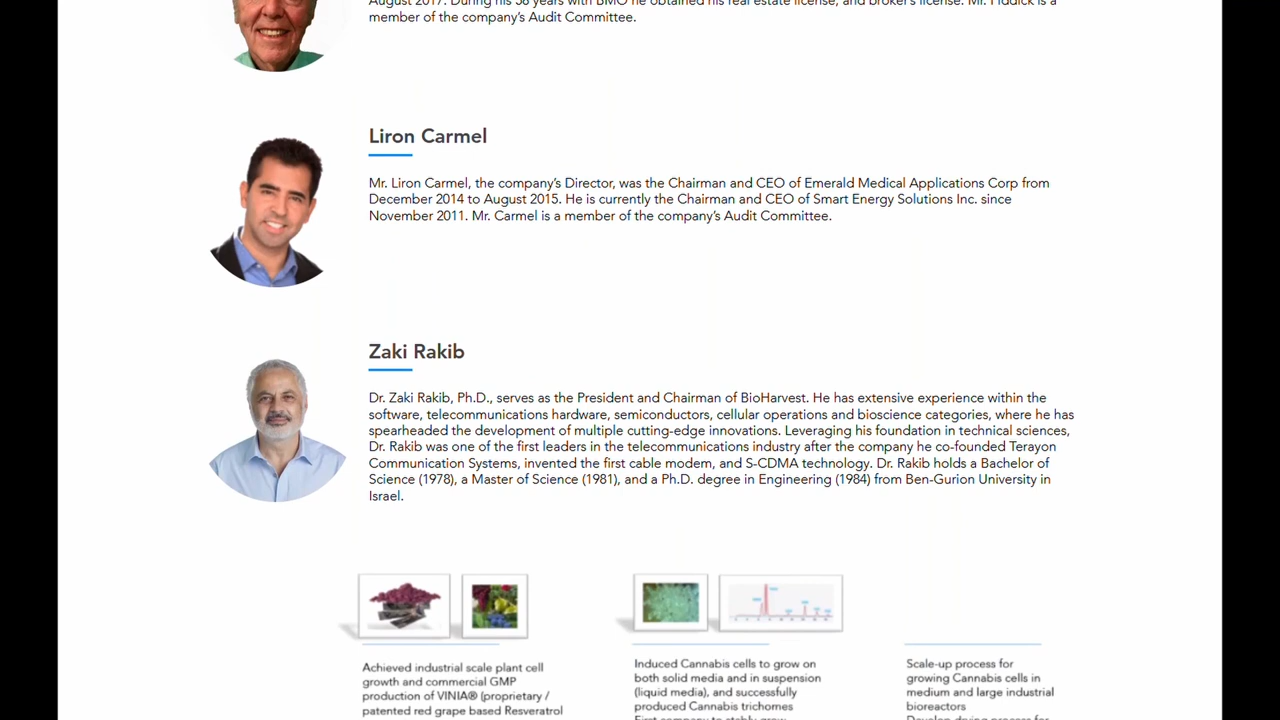 August 2017. During his 38 years with BMO he obtained his real estate license, and broker's license. Mr. Fiddick is a
member of the company's Audit Committee.
Liron Carmel
Mr. Liron Carmel, the company's Director, was the Chairman and CEO of Emerald Medical Applications Corp from
December 2014 to August 2015. He is currently the Chairman and CEO of Smart Energy Solutions Inc. since
November 2011. Mr. Carmel is a member of the company's Audit Committee.
Zaki Rakib
Dr. Zaki Rakib, Ph.D., serves as the President and Chairman of BioHarvest. He has extensive experience within the
software, telecommunications hardware, semiconductors, cellular operations and bioscience categories, where he has
spearheaded the development of multiple cutting-edge innovations. Leveraging his foundation in technical sciences,
Dr. Rakib was one of the first leaders in the telecommunications industry after the company he co-founded Terayon
Communication Systems, invented the first cable modem, and S-CDMA technology. Dr. Rakib holds a Bachelor of
Science (1978), a Master of Science (1981), and a Ph.D. degree in Engineering (1984) from Ben-Gurion University in
Israel.
Achieved industrial scale plant cell
growth and commercial GMP
production of VINIA® (proprietary /
patented red grape based Resveratrol
Induced Cannabis cells to grow on
both solid media and in suspension
(liquid media), and successfully
produced Cannabis trichomes
First company to stably grow
Scale-up process for
growing Cannabis cells in
medium and large industrial
bioreactors
Develop drying process for